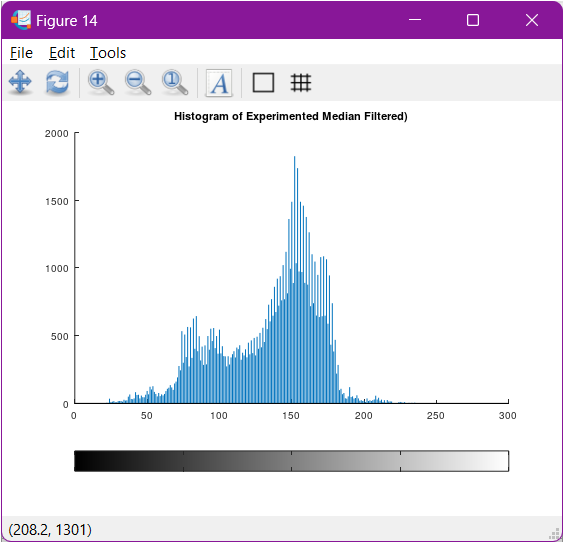 Figure 14
File Edit Tools
A
Histogram of Experimented Median Filtered)
2000
1500
1000
500
0
0 50 100 150 200 250 300
(208.2, 1301)